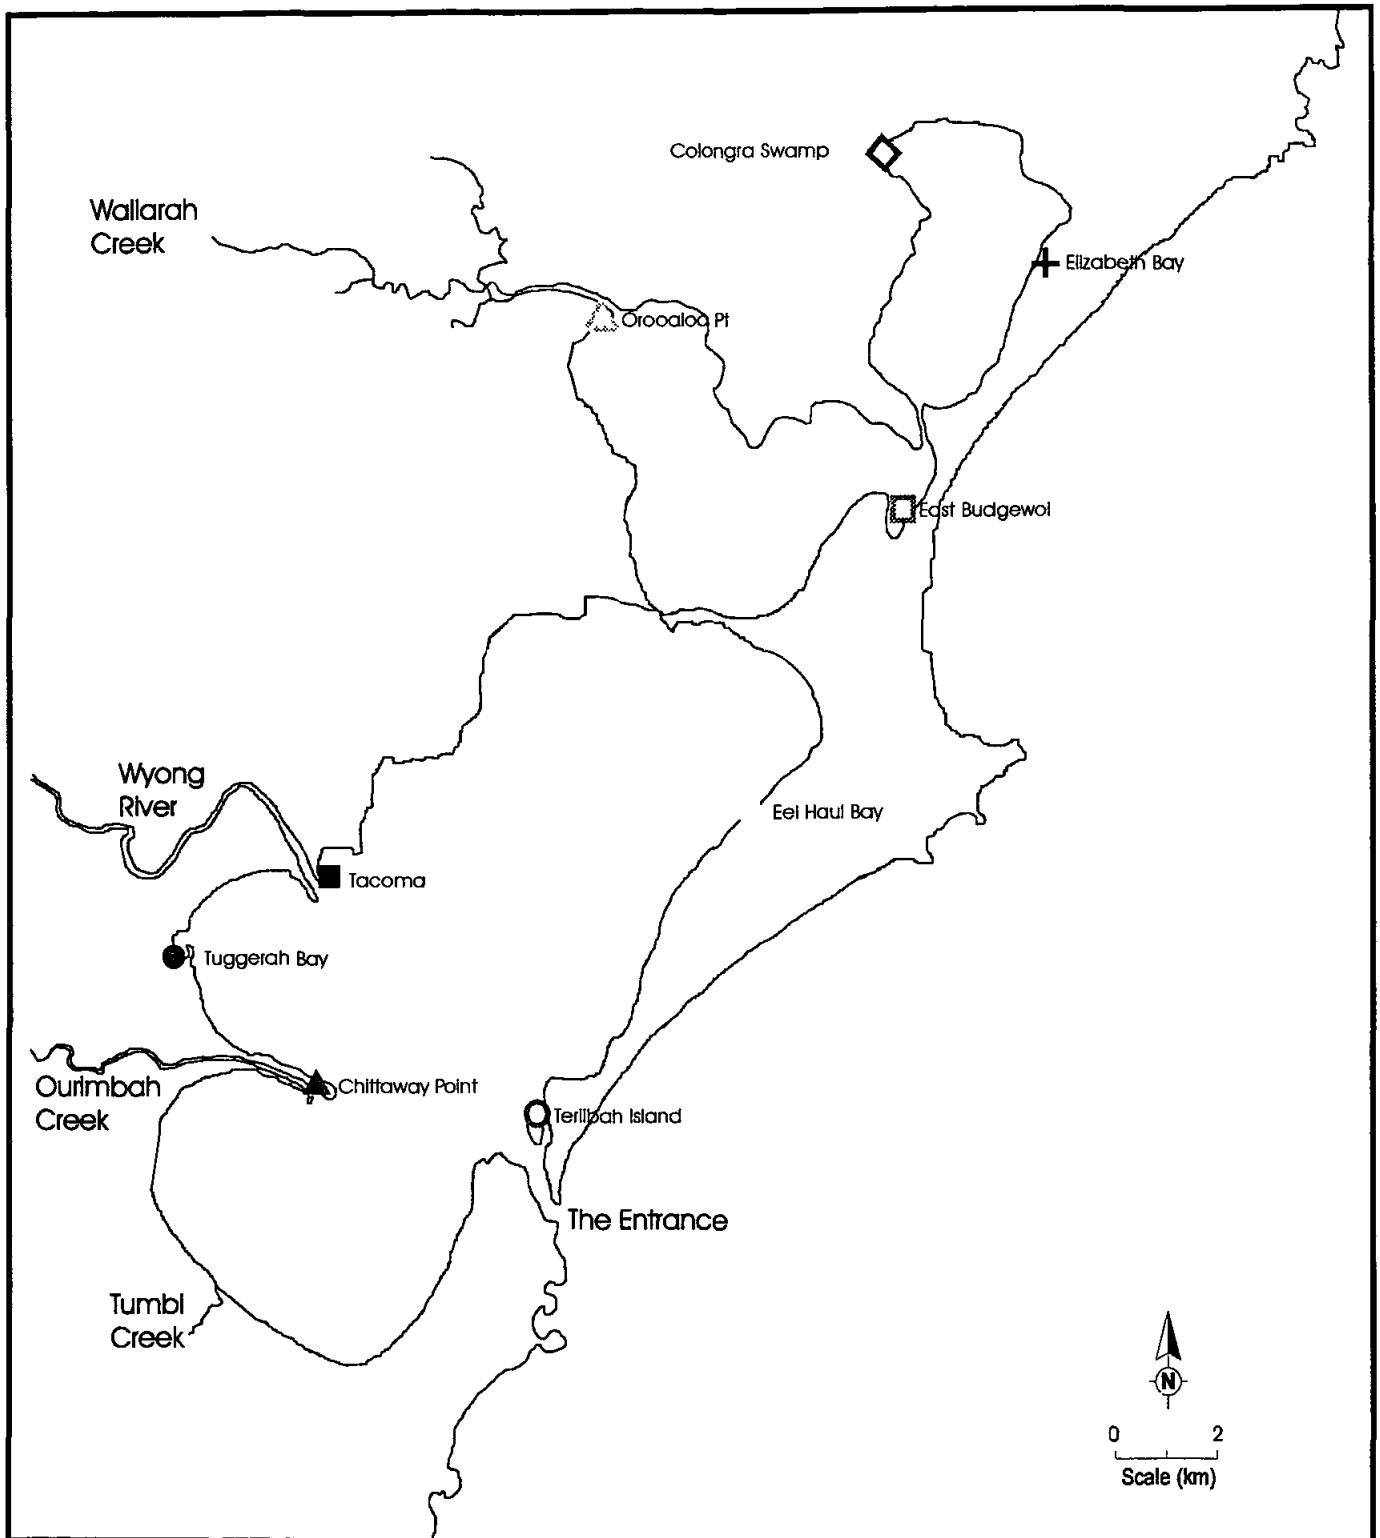 Colongra Swamp
Wallarah
Creek
Elizabeth Bay
Orooaloo Pt
East Budgewoi
Wyong
River
Eel Haul Bay
Tacoma
Tuggerah Bay
Ourimbah
Creek
Chittaway Point
Terilbah Island
The Entrance
Tumbi
Creek
N
0 2
Scale (km)